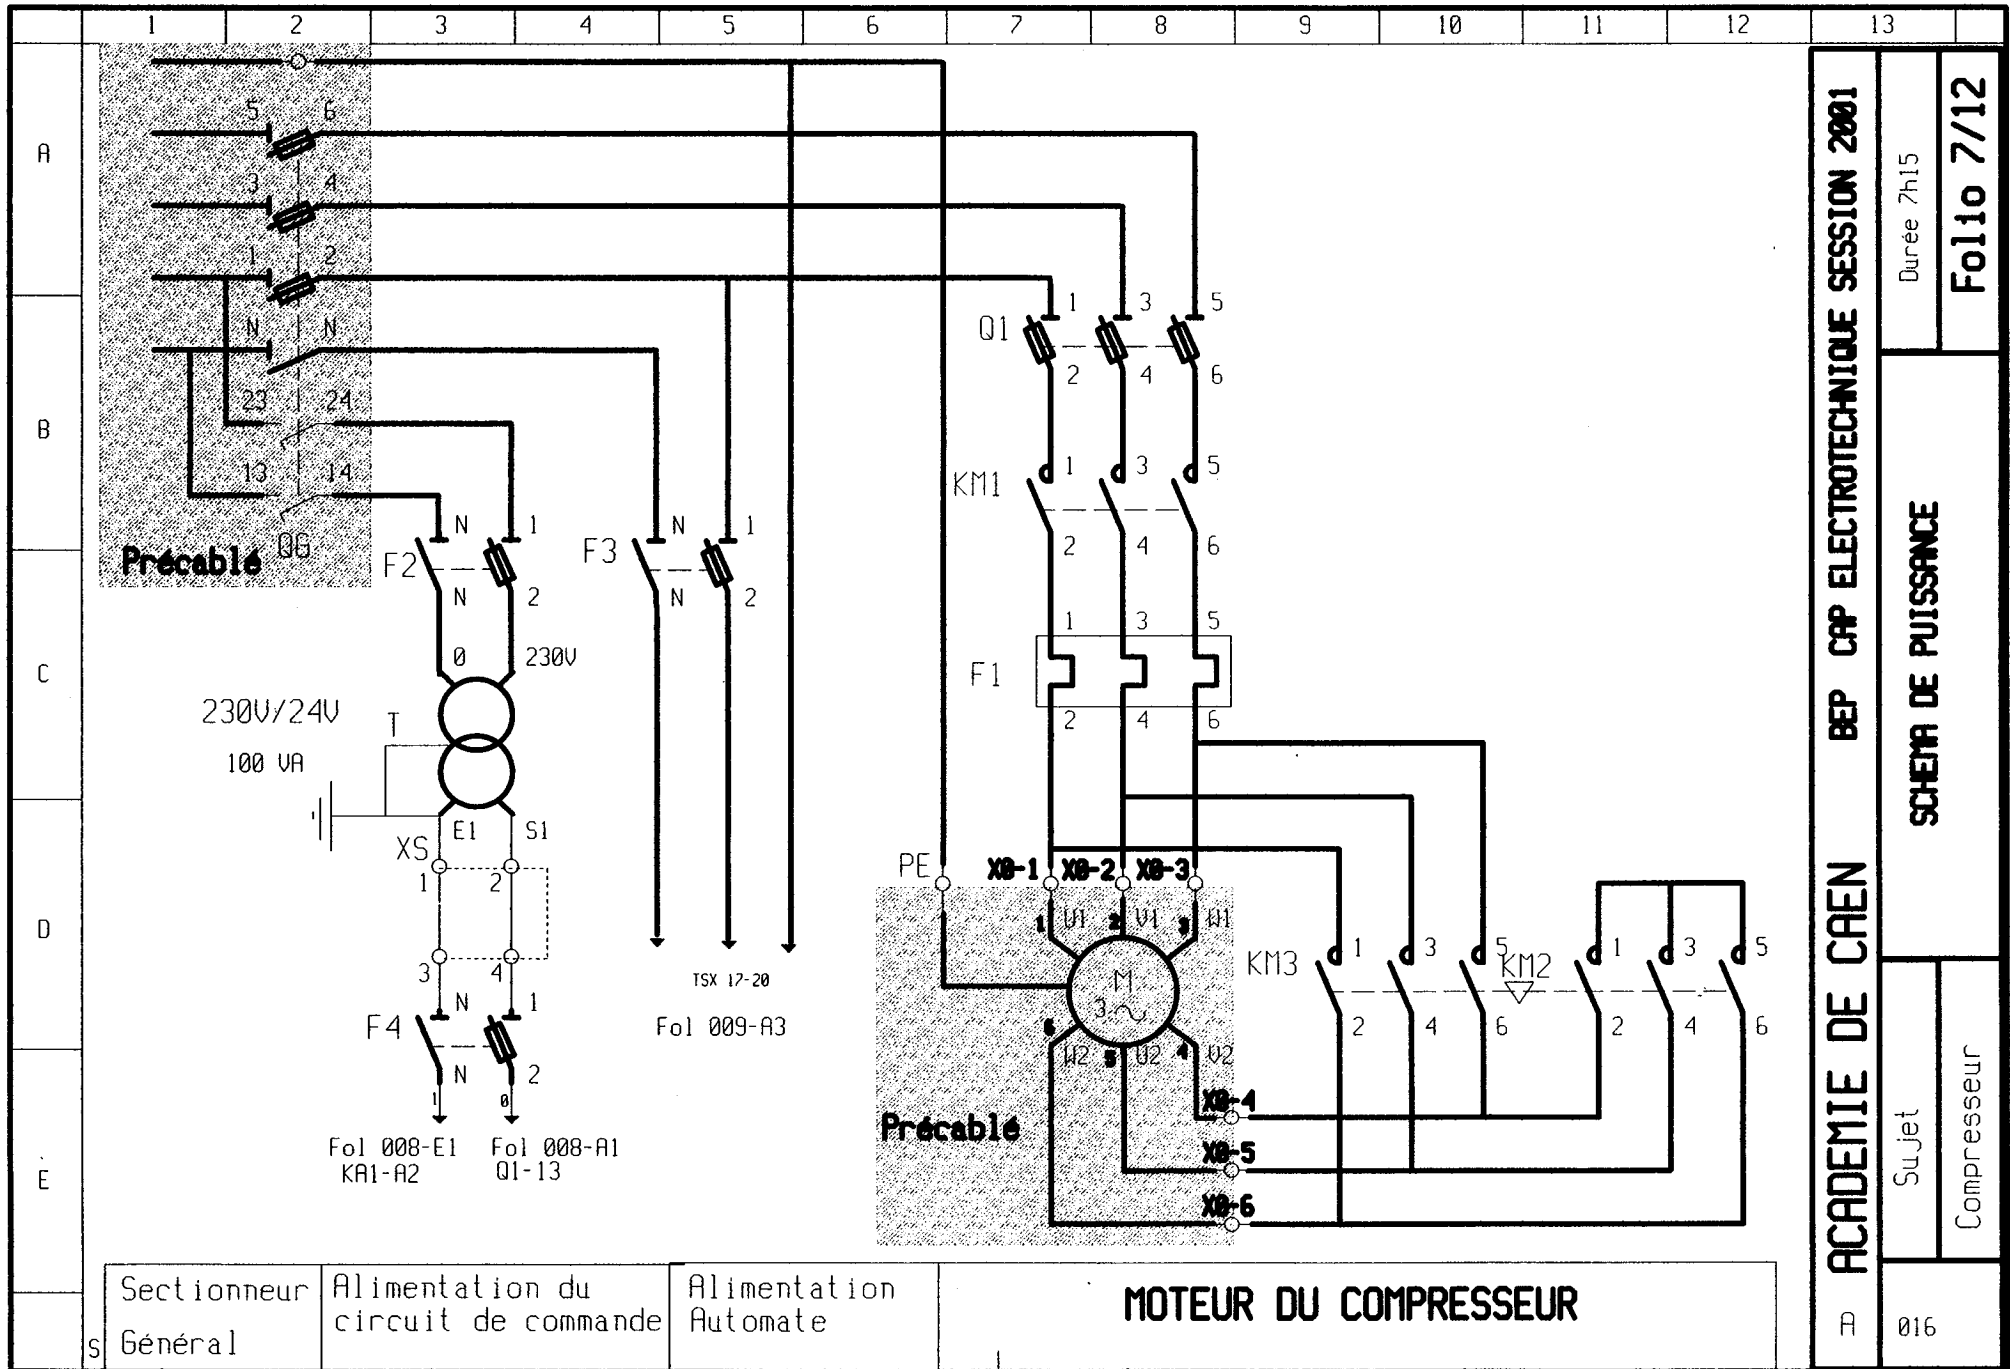 1 2 3 4 5 6 7 8 9 10 11 12 13
A
B
C
D
E
S
5 6
3 4
1 2
N N
23 24
13 14
QG
Précablé
F2
N 1
N 2
0 230V
230V/24V
T
100 VA
E1 S1
XS
1 2
3 4
F4
N 1
N 2
1 0
Fol 008-E1
KA1-A2
Fol 008-A1
Q1-13
F3
N 1
N 2
TSX 17-20
Fol 009-A3
Q1
1 3 5
2 4 6
KM1
1 3 5
2 4 6
F1
1 3 5
2 4 6
PE
X0-1 X0-2 X0-3
1 U1 2 V1 3 W1
M
3 ~
6 W2 5 U2 4 V2
X0-4
X0-5
X0-6
Précablé
KM3
1 3 5
2 4 6
KM2
1 3 5
2 4 6
Sectionneur
Général
Alimentation du
circuit de commande
Alimentation
Automate
MOTEUR DU COMPRESSEUR
ACADEMIE DE CAEN BEP CAP ELECTROTECHNIQUE SESSION 2001
Durée 7h15
Folio 7/12
SCHEMA DE PUISSANCE
Sujet
Compresseur
A
016